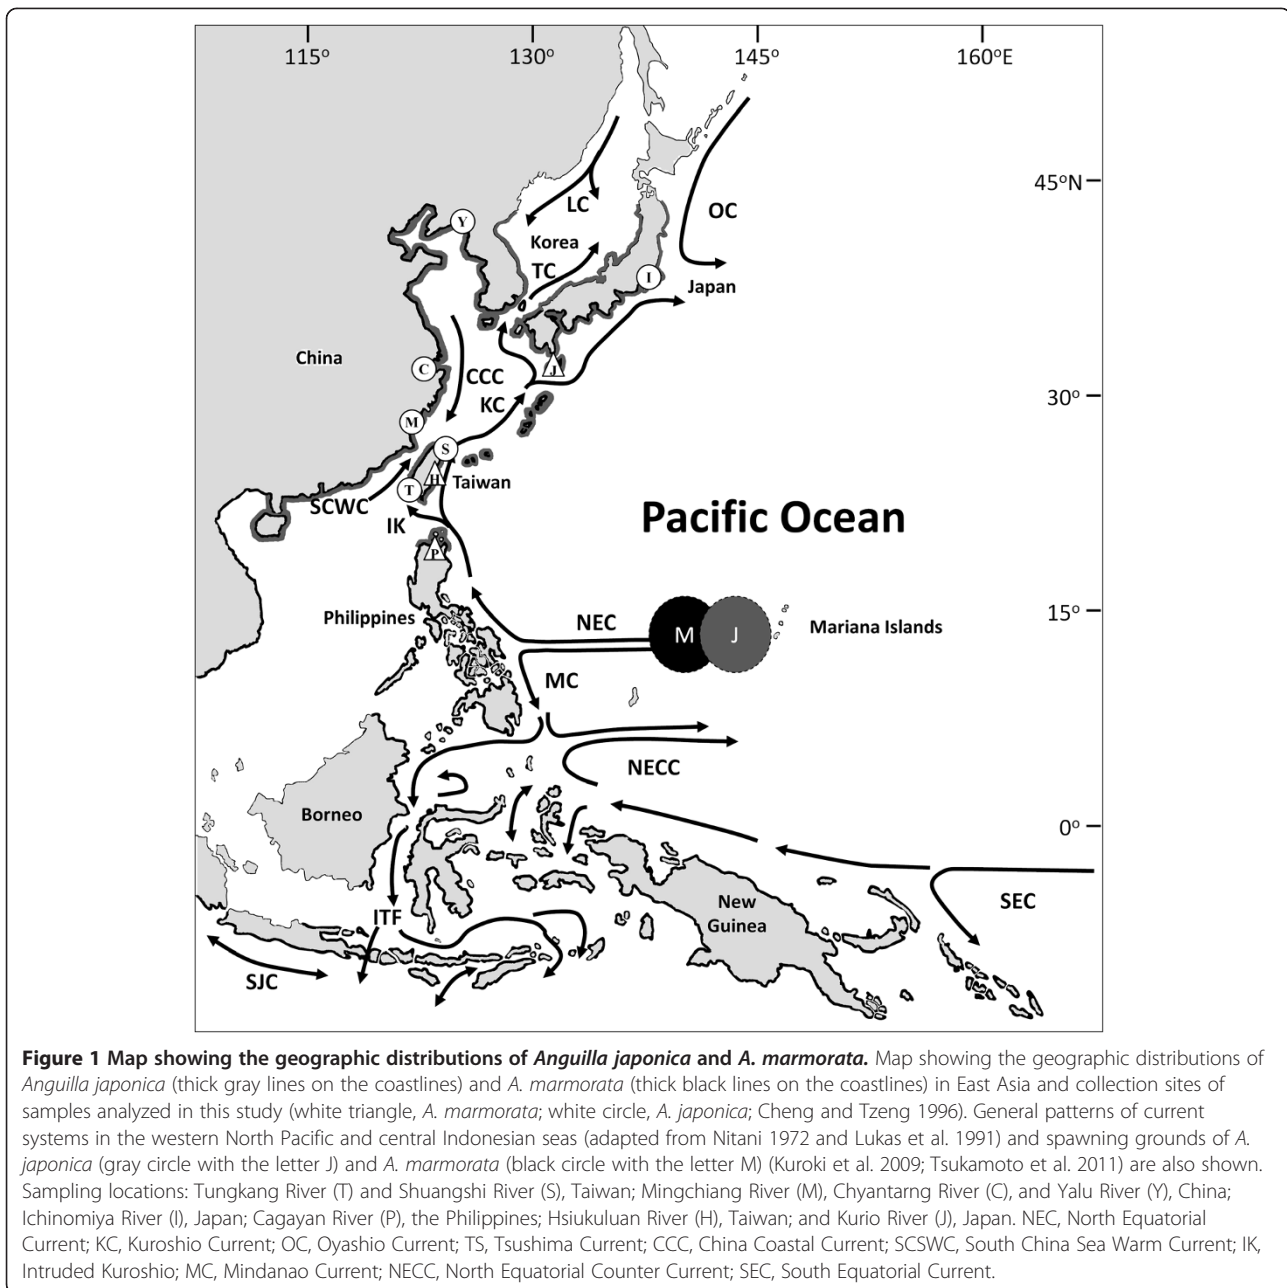 115º 130º 145º 160ºE
45ºN
LC
OC
Y
Korea
TC
I
Japan
China
J
C
CCC
30º
KC
M
S
H
Taiwan
T
SCWC
IK
Pacific Ocean
P
15º
Philippines
NEC
M
J
Mariana Islands
MC
NECC
Borneo
0º
New
Guinea
SEC
ITF
SJC
Figure 1 Map showing the geographic distributions of Anguilla japonica and A. marmorata. Map showing the geographic distributions of
Anguilla japonica (thick gray lines on the coastlines) and A. marmorata (thick black lines on the coastlines) in East Asia and collection sites of
samples analyzed in this study (white triangle, A. marmorata; white circle, A. japonica; Cheng and Tzeng 1996). General patterns of current
systems in the western North Pacific and central Indonesian seas (adapted from Nitani 1972 and Lukas et al. 1991) and spawning grounds of A.
japonica (gray circle with the letter J) and A. marmorata (black circle with the letter M) (Kuroki et al. 2009; Tsukamoto et al. 2011) are also shown.
Sampling locations: Tungkang River (T) and Shuangshi River (S), Taiwan; Mingchiang River (M), Chyantarng River (C), and Yalu River (Y), China;
Ichinomiya River (I), Japan; Cagayan River (P), the Philippines; Hsiukuluan River (H), Taiwan; and Kurio River (J), Japan. NEC, North Equatorial
Current; KC, Kuroshio Current; OC, Oyashio Current; TS, Tsushima Current; CCC, China Coastal Current; SCSWC, South China Sea Warm Current; IK,
Intruded Kuroshio; MC, Mindanao Current; NECC, North Equatorial Counter Current; SEC, South Equatorial Current.